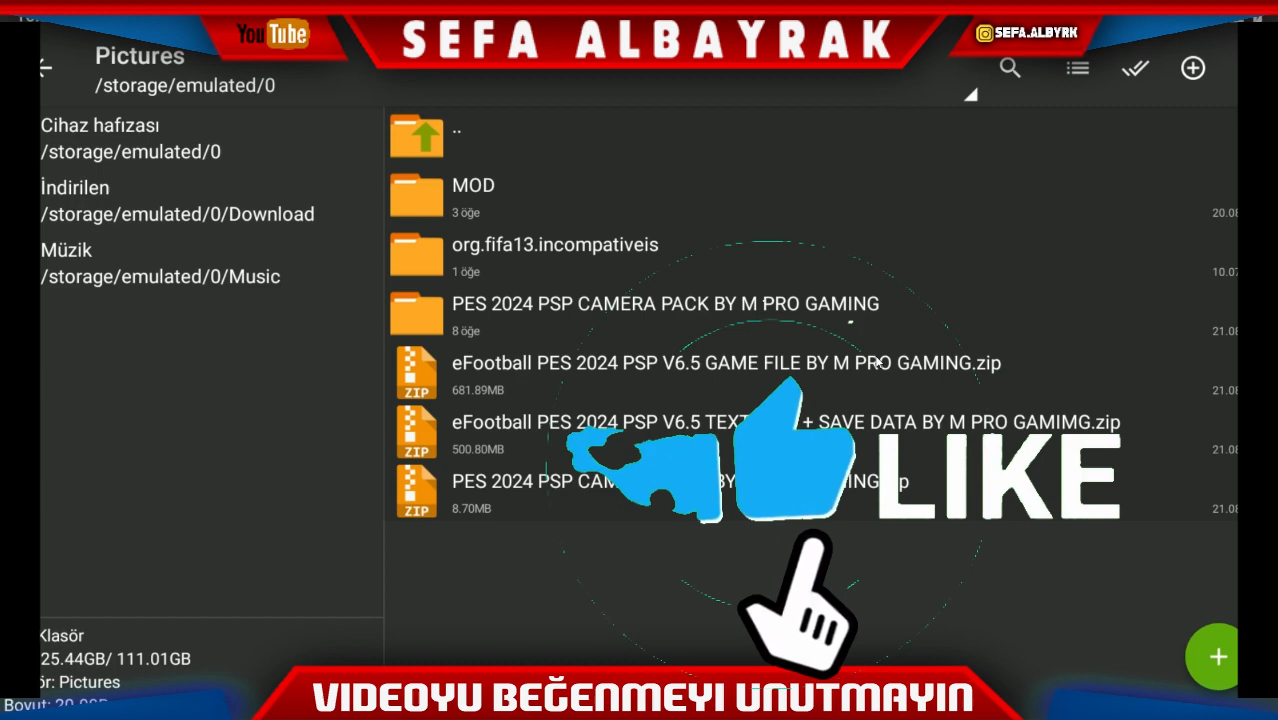 YouTube
SEFA ALBAYRAK
SEFA.ALBYRK
Pictures
/storage/emulated/0
Cihaz hafızası
/storage/emulated/0
İndirilen
/storage/emulated/0/Download
Müzik
/storage/emulated/0/Music
..
MOD
3 öğe
20.08
org.fifa13.incompativeis
1 öğe
10.07
PES 2024 PSP CAMERA PACK BY M PRO GAMING
8 öğe
21.08
eFootball PES 2024 PSP V6.5 GAME FILE BY M PRO GAMING.zip
681.89MB
21.08
eFootball PES 2024 PSP V6.5 + SAVE DATA BY M PRO GAMIMG.zip
500.80MB
21.08
PES 2024 PSP
8.70MB
21.08
ZIP
ZIP
ZIP
LIKE
Klasör
25.44GB/ 111.01GB
ör: Pictures
VIDEOYU BEĞENMEYI UNUTMAYIN